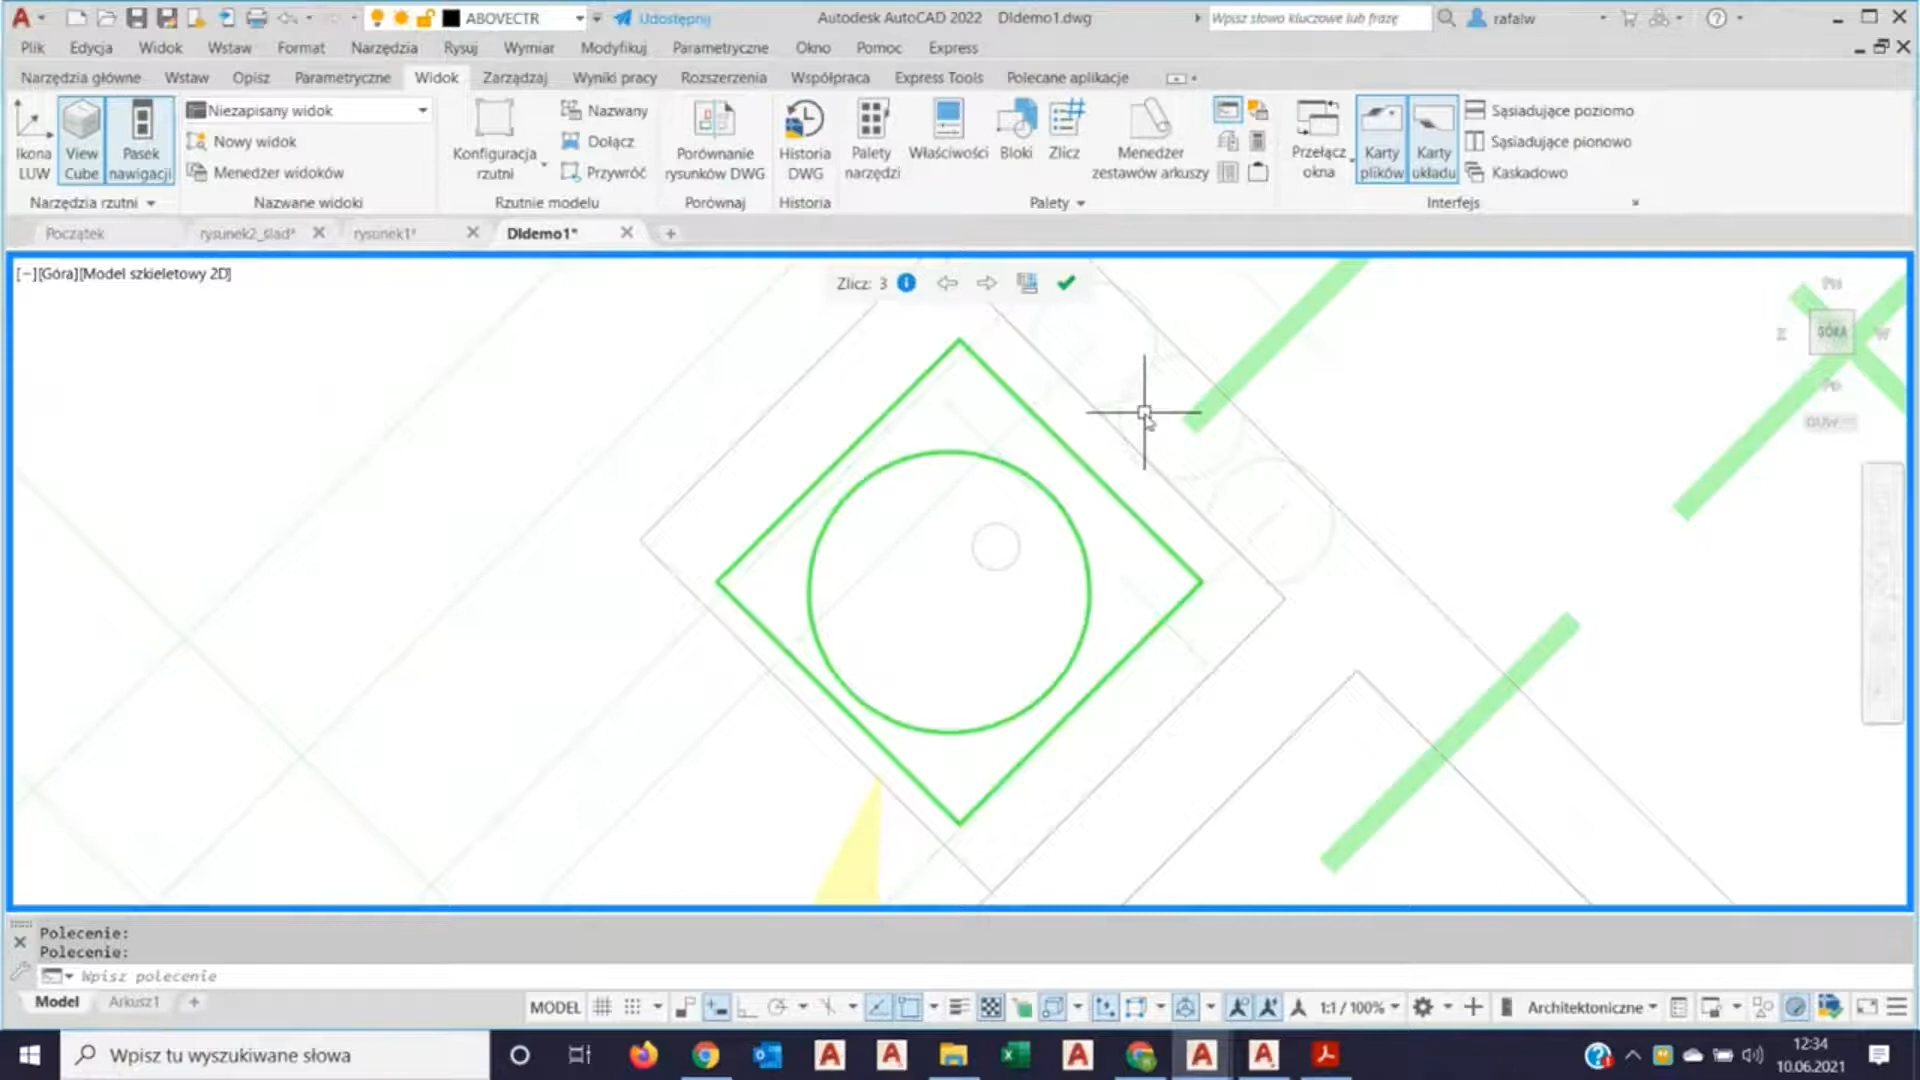 ABOVECTR
Udostępnij
Autodesk AutoCAD 2022 DIdemo1.dwg
Wpisz słowo kluczowe lub frazę
rafalw
Plik Edycja Widok Wstaw Format Narzędzia Rysuj Wymiar Modyfikuj Parametryczne Okno Pomoc Express
Narzędzia główne Wstaw Opisz Parametryczne Widok Zarządzaj Wyniki pracy Rozszerzenia Współpraca Express Tools Polecane aplikacje
Ikona LUW
View Cube
Pasek nawigacji
Narzędzia rzutni
Niezapisany widok
Nowy widok
Menedżer widoków
Nazwane widoki
Konfiguracja rzutni
Nazwany
Dołącz
Przywróć
Rzutnie modelu
Porównanie rysunków DWG
Porównaj
Historia DWG
Historia
Palety narzędzi
Właściwości
Bloki
Zlicz
Menedżer zestawów arkuszy
Palety
Przełącz okna
Karty plików
Karty układu
Sąsiadujące poziomo
Sąsiadujące pionowo
Kaskadowo
Interfejs
Początek rysunek2_ślad* rysunek1* DIdemo1*
[−][Góra][Model szkieletowy 2D]
Zlicz: 3
GÓRA
Polecenie:
Polecenie:
Wpisz polecenie
Model Arkusz1
MODEL
1:1 / 100%
Architektoniczne
Wpisz tu wyszukiwane słowa
12:34
10.06.2021